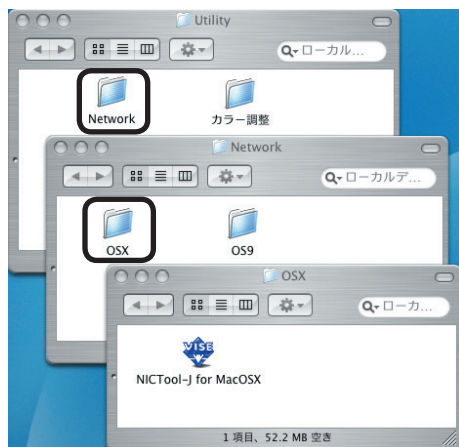 Utility
ローカル...
Network
カラー調整
Network
ローカルデ...
OSX
OS9
OSX
ローカ...
VISE
NICTool-J for MacOSX
1 項目、52.2 MB 空き